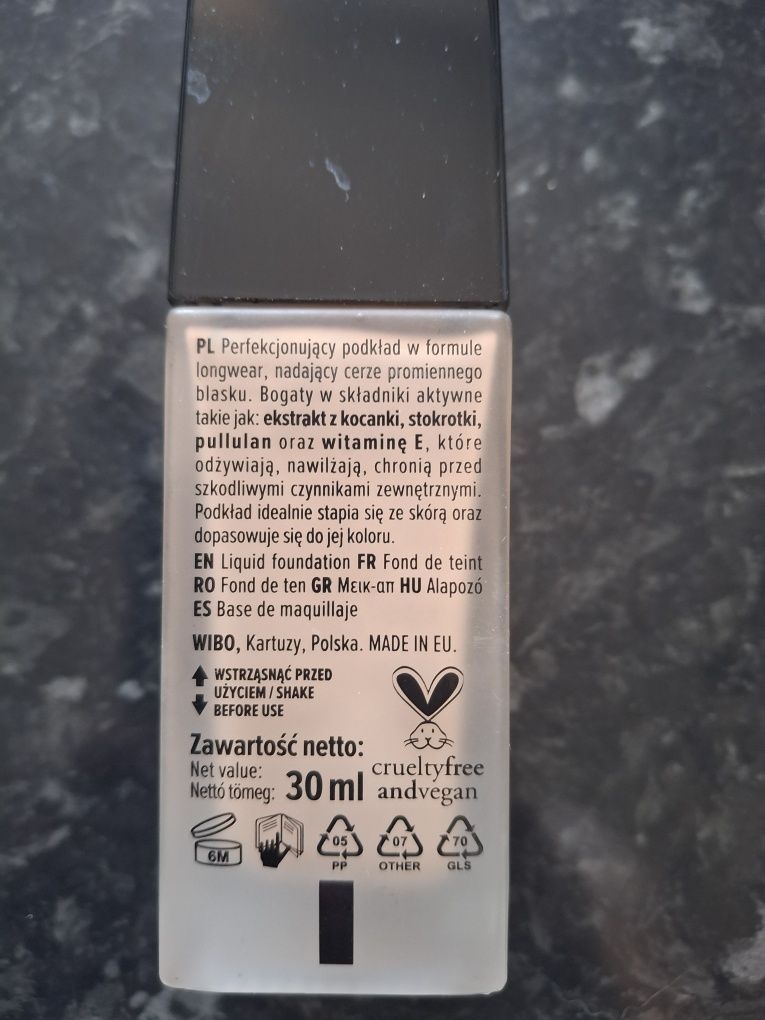 PL Perfekcjonujący podkład w formule
longwear, nadający cerze promiennego
blasku. Bogaty w składniki aktywne
takie jak: ekstrakt z kocanki, stokrotki,
pullulan oraz witaminę E, które
odżywiają, nawilżają, chronią przed
szkodliwymi czynnikami zewnętrznymi.
Podkład idealnie stapia się ze skórą oraz
dopasowuje się do jej koloru.
EN Liquid foundation FR Fond de teint
RO Fond de ten GR Μεικ-απ HU Alapozó
ES Base de maquillaje
WIBO, Kartuzy, Polska. MADE IN EU.
WSTRZĄSNĄĆ PRZED
UŻYCIEM / SHAKE
BEFORE USE
Zawartość netto:
Net value:
Nettó tömeg:
30 ml
crueltyfree
andvegan
6M
05
PP
07
OTHER
70
GLS